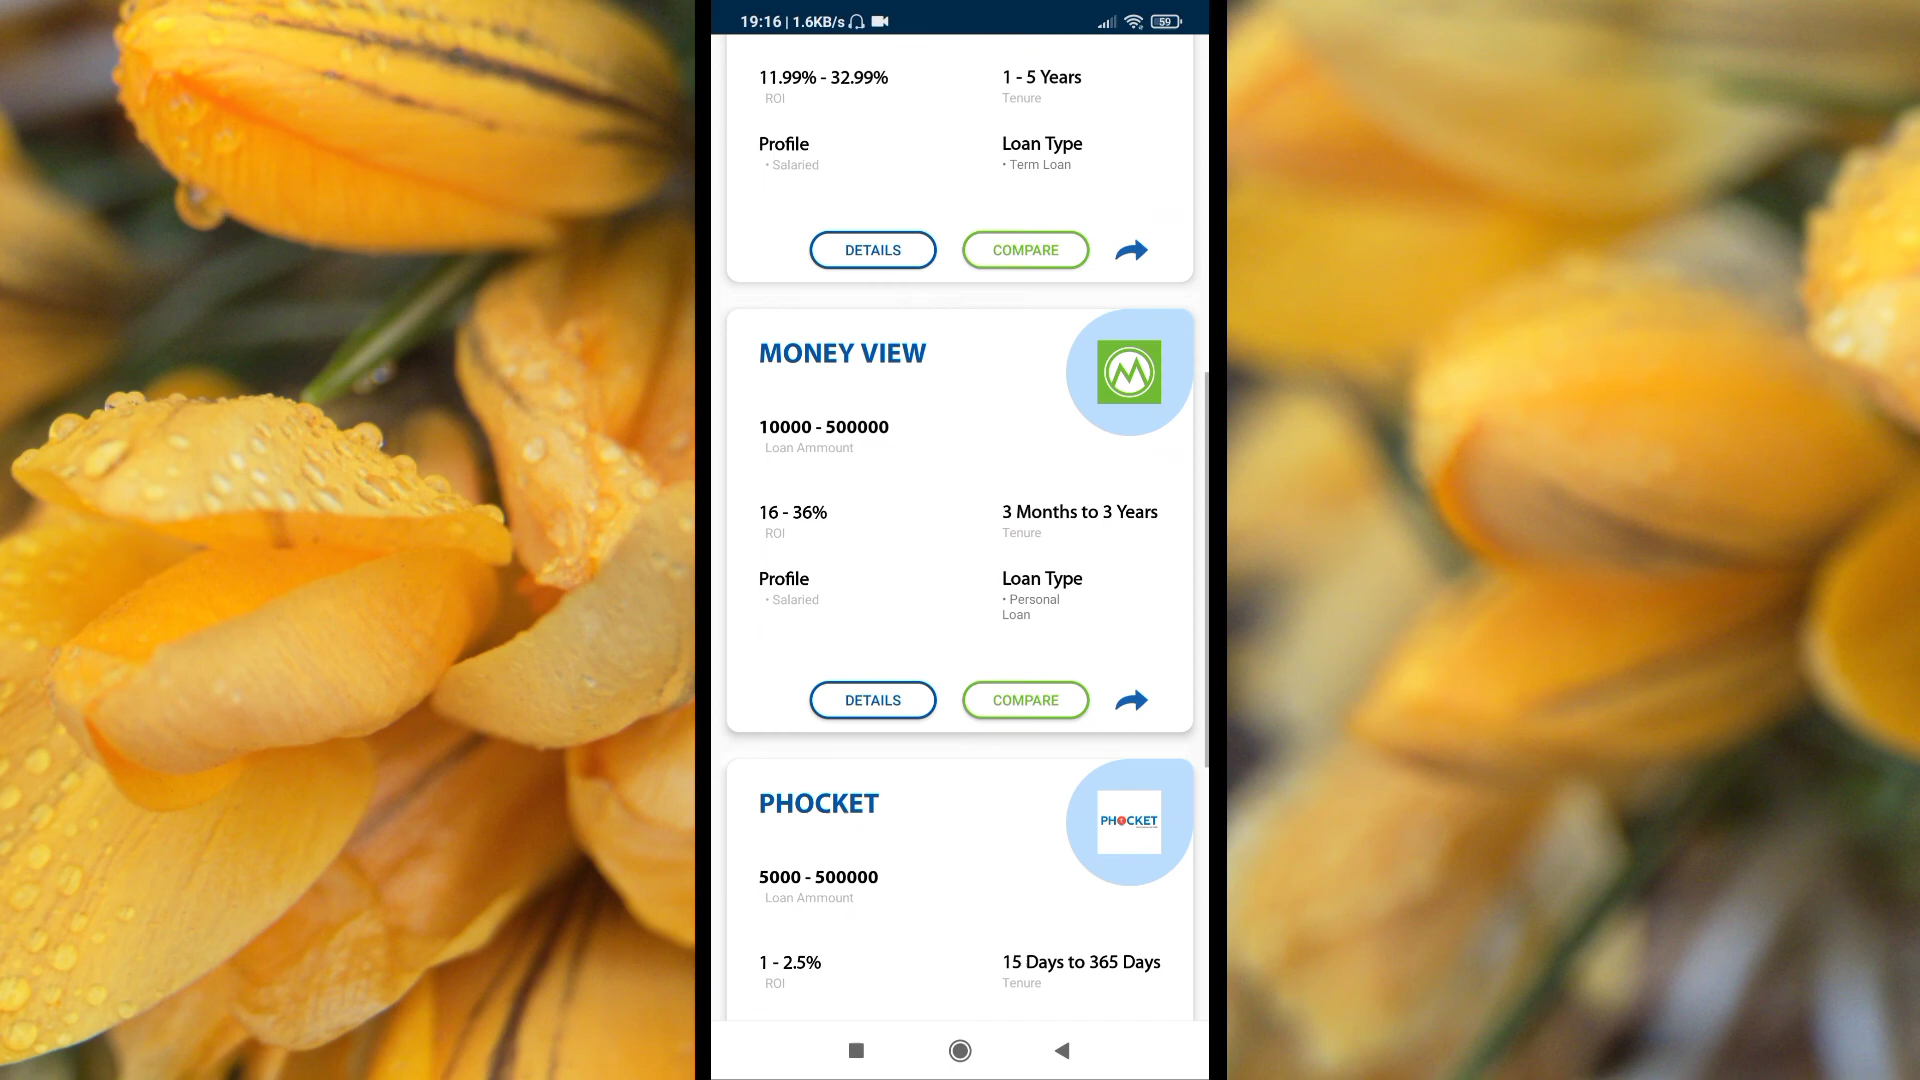 19:16 | 1.6KB/s
59
11.99% - 32.99%
1 - 5 Years
ROI
Tenure
Profile
Loan Type
• Salaried
• Term Loan
DETAILS
COMPARE
MONEY VIEW
10000 - 500000
Loan Ammount
16 - 36%
3 Months to 3 Years
ROI
Tenure
Profile
Loan Type
• Salaried
• Personal
Loan
DETAILS
COMPARE
PHOCKET
PHOCKET
5000 - 500000
Loan Ammount
1 - 2.5%
15 Days to 365 Days
ROI
Tenure